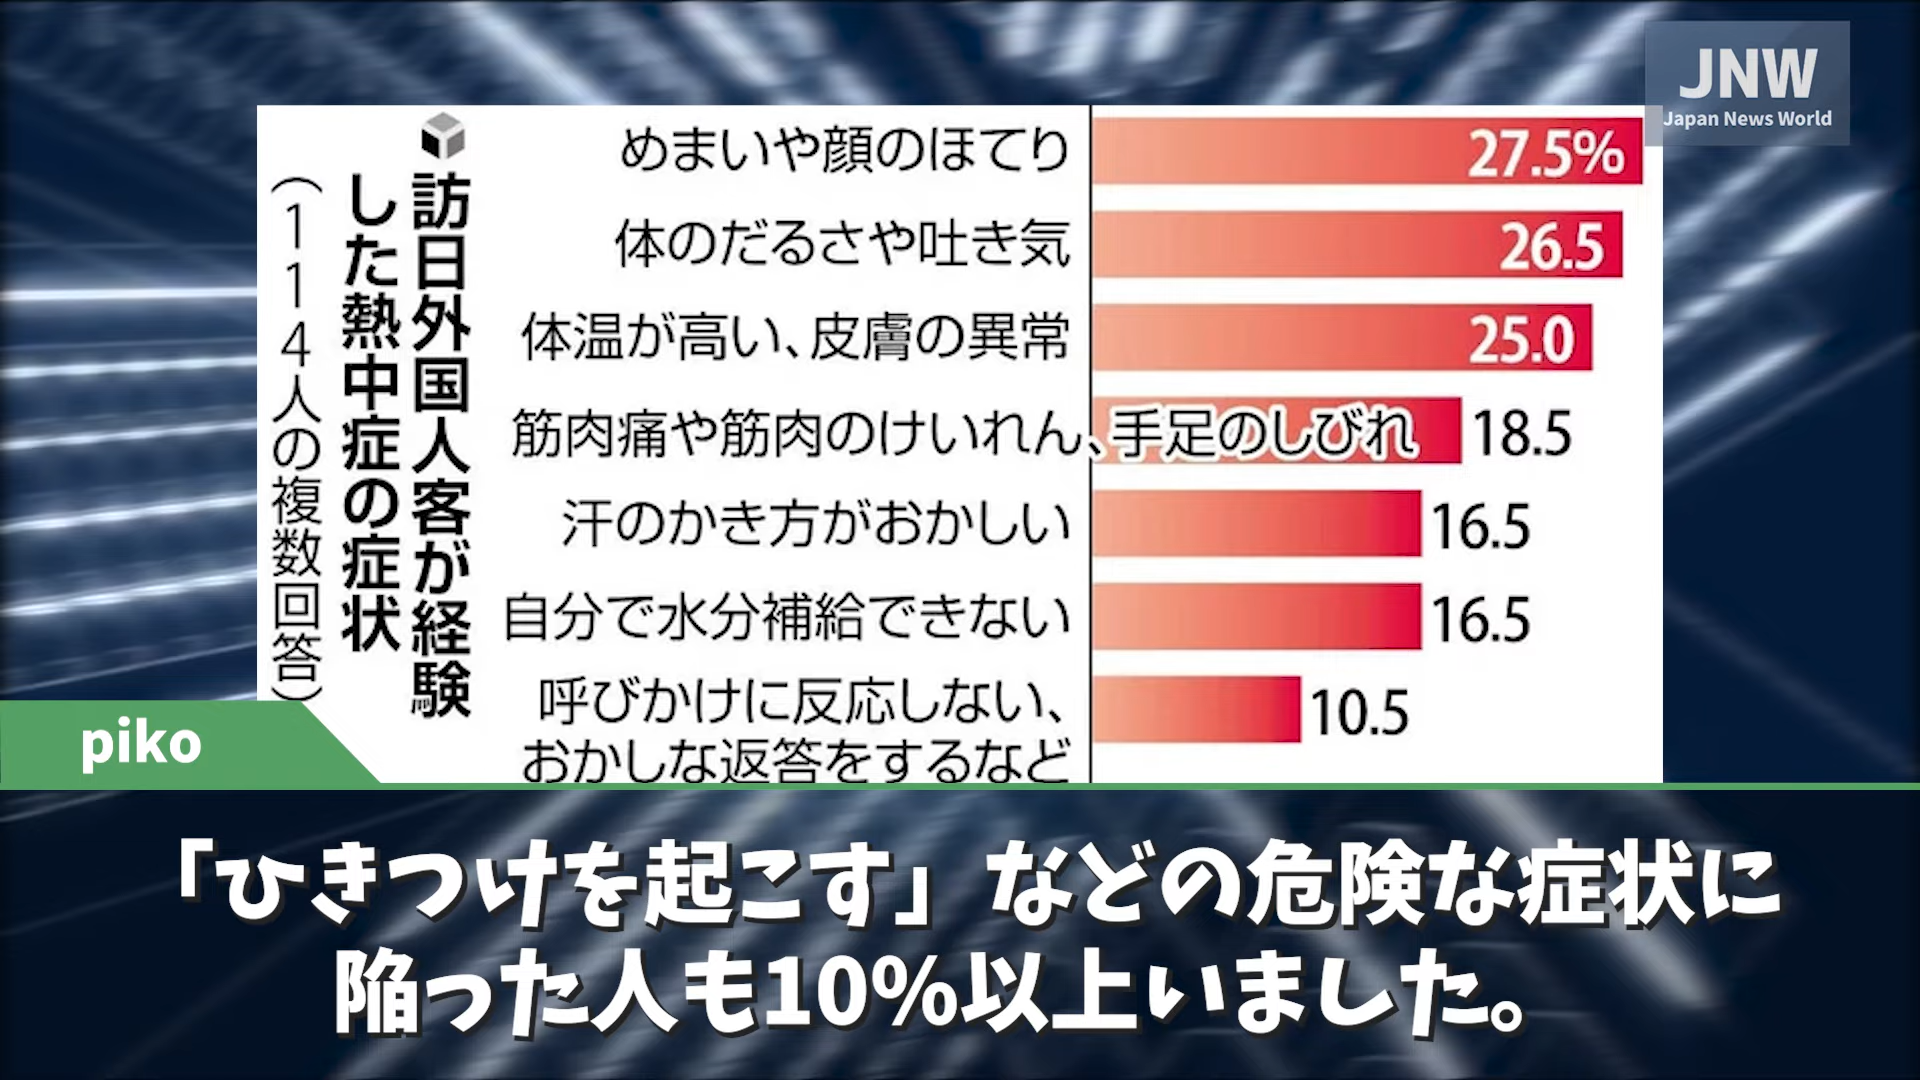 JNW
Japan News World
訪日外国人客が経験
した熱中症の症状
(114人の複数回答)
めまいや顔のほてり 27.5%
体のだるさや吐き気 26.5
体温が高い、皮膚の異常 25.0
筋肉痛や筋肉のけいれん、手足のしびれ 18.5
汗のかき方がおかしい 16.5
自分で水分補給できない 16.5
呼びかけに反応しない、 10.5
おかしな返答をするなど
piko
「ひきつけを起こす」などの危険な症状に
陥った人も10%以上いました。